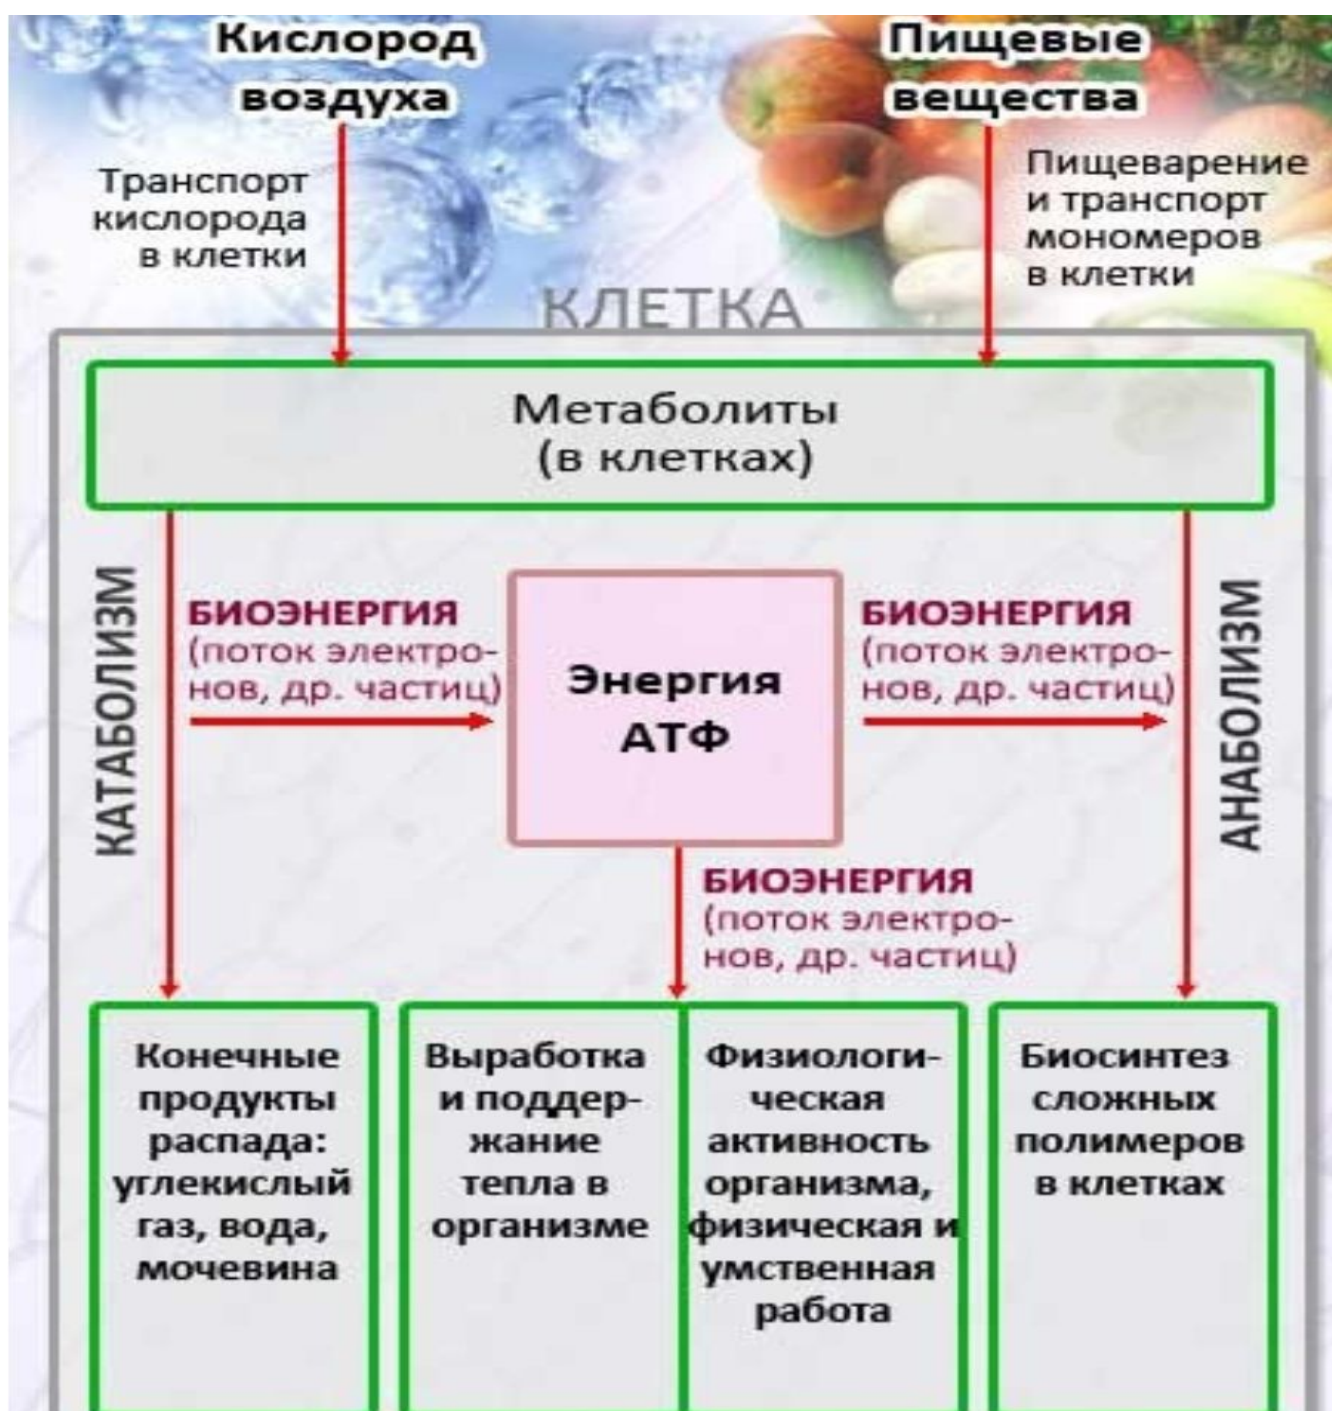 Кислород
воздуха
Пищевые
вещества
Транспорт
кислорода
в клетки
Пищеварение
и транспорт
мономеров
в клетки
КЛЕТКА
Метаболиты
(в клетках)
КАТАБОЛИЗМ
БИОЭНЕРГИЯ
(поток электро-
нов, др. частиц)
Энергия
АТФ
БИОЭНЕРГИЯ
(поток электро-
нов, др. частиц)
АНАБОЛИЗМ
БИОЭНЕРГИЯ
(поток электро-
нов, др. частиц)
Конечные
продукты
распада:
углекислый
газ, вода,
мочевина
Выработка
и поддер-
жание
тепла в
организме
Физиологи-
ческая
активность
организма,
физическая и
умственная
работа
Биосинтез
сложных
полимеров
в клетках